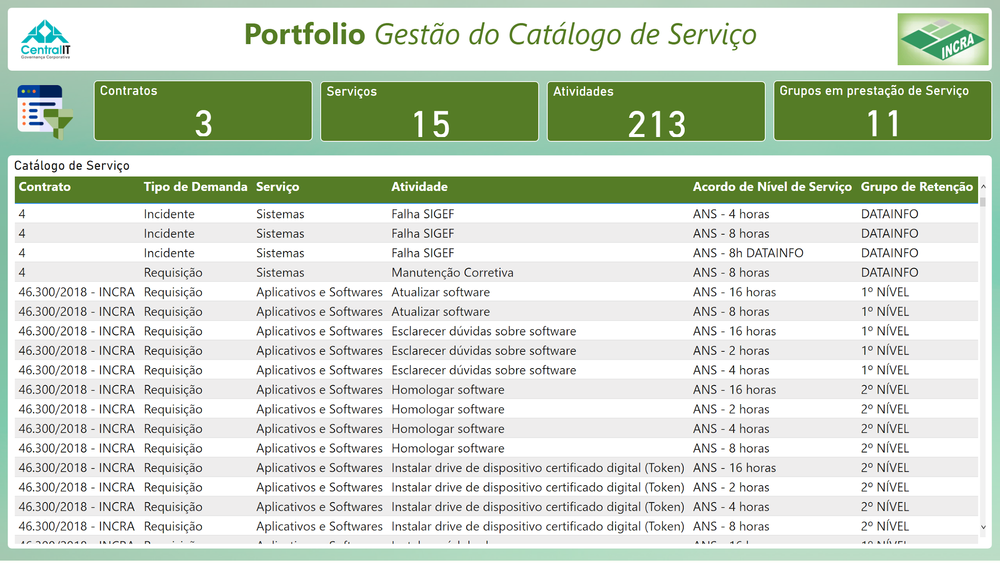 CentralIT
Governança Corporativa
Portfolio Gestão do Catálogo de Serviço
INCRA
Contratos
3
Serviços
15
Atividades
213
Grupos em prestação de Serviço
11
Catálogo de Serviço
Contrato Tipo de Demanda Serviço Atividade Acordo de Nível de Serviço Grupo de Retenção
4 Incidente Sistemas Falha SIGEF ANS - 4 horas DATAINFO
4 Incidente Sistemas Falha SIGEF ANS - 8 horas DATAINFO
4 Incidente Sistemas Falha SIGEF ANS - 8h DATAINFO DATAINFO
4 Requisição Sistemas Manutenção Corretiva ANS - 8 horas DATAINFO
46.300/2018 - INCRA Requisição Aplicativos e Softwares Atualizar software ANS - 16 horas 1º NÍVEL
46.300/2018 - INCRA Requisição Aplicativos e Softwares Atualizar software ANS - 8 horas 1º NÍVEL
46.300/2018 - INCRA Requisição Aplicativos e Softwares Esclarecer dúvidas sobre software ANS - 16 horas 1º NÍVEL
46.300/2018 - INCRA Requisição Aplicativos e Softwares Esclarecer dúvidas sobre software ANS - 2 horas 1º NÍVEL
46.300/2018 - INCRA Requisição Aplicativos e Softwares Esclarecer dúvidas sobre software ANS - 4 horas 1º NÍVEL
46.300/2018 - INCRA Requisição Aplicativos e Softwares Homologar software ANS - 16 horas 2º NÍVEL
46.300/2018 - INCRA Requisição Aplicativos e Softwares Homologar software ANS - 2 horas 2º NÍVEL
46.300/2018 - INCRA Requisição Aplicativos e Softwares Homologar software ANS - 4 horas 2º NÍVEL
46.300/2018 - INCRA Requisição Aplicativos e Softwares Homologar software ANS - 8 horas 2º NÍVEL
46.300/2018 - INCRA Requisição Aplicativos e Softwares Instalar drive de dispositivo certificado digital (Token) ANS - 16 horas 2º NÍVEL
46.300/2018 - INCRA Requisição Aplicativos e Softwares Instalar drive de dispositivo certificado digital (Token) ANS - 2 horas 2º NÍVEL
46.300/2018 - INCRA Requisição Aplicativos e Softwares Instalar drive de dispositivo certificado digital (Token) ANS - 4 horas 2º NÍVEL
46.300/2018 - INCRA Requisição Aplicativos e Softwares Instalar drive de dispositivo certificado digital (Token) ANS - 8 horas 2º NÍVEL